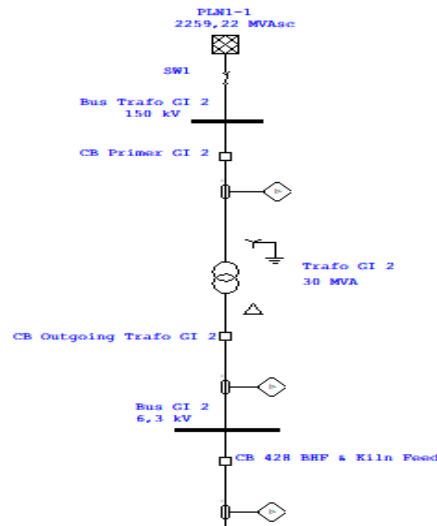 PLN1-1
2259,22 MVAsc
SW1
Bus Trafo GI 2
150 kV
CB Primer GI 2
Trafo GI 2
30 MVA
CB Outgoing Trafo GI 2
Bus GI 2
6,3 kV
CB 428 BHF & Kiln Feed